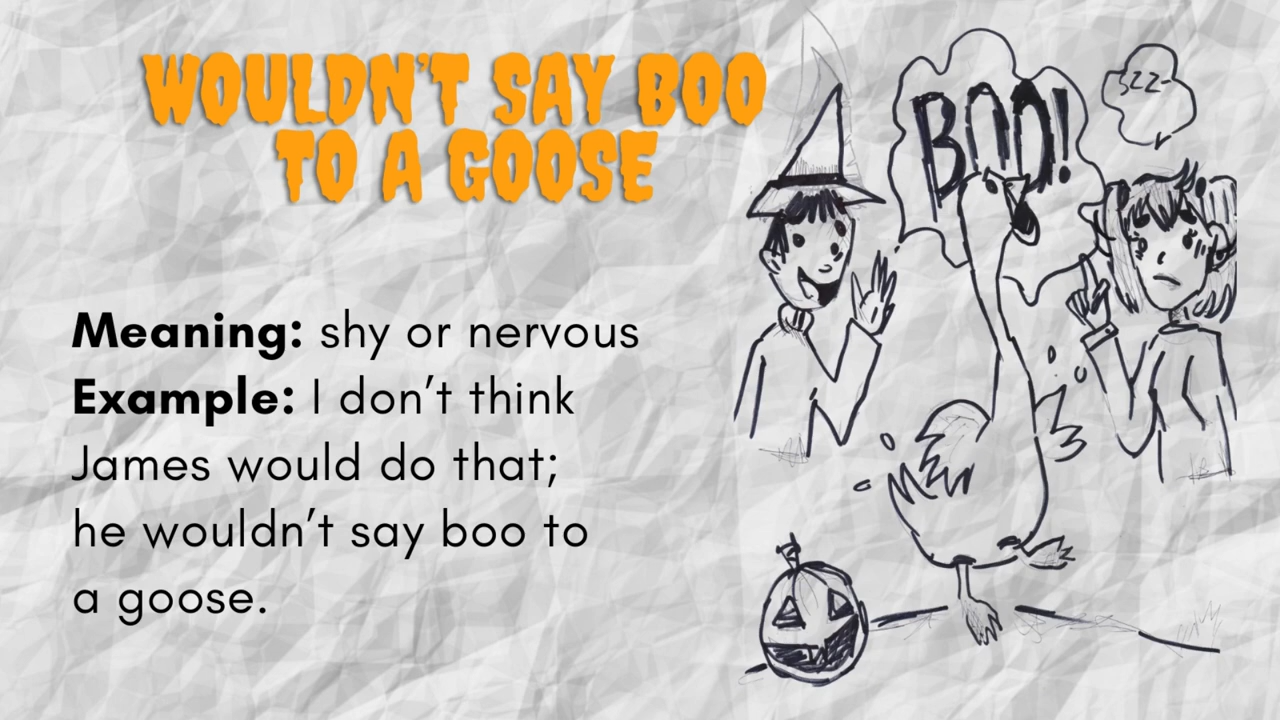 WOULDN'T SAY BOO
TO A GOOSE
Meaning: shy or nervous
Example: I don't think
James would do that;
he wouldn't say boo to
a goose.
BOO!